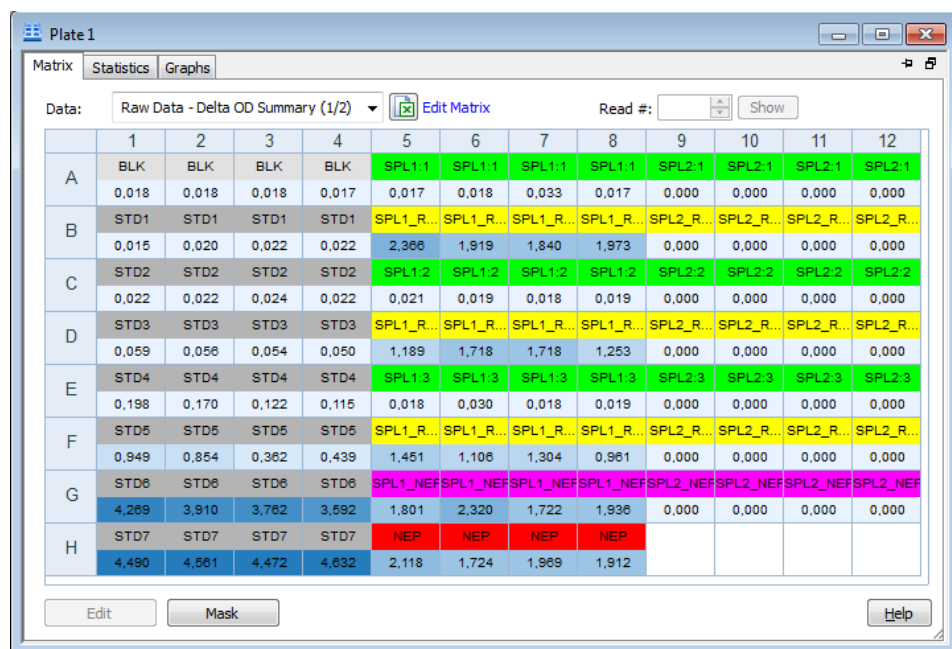 Plate 1
Matrix Statistics Graphs
Data: Raw Data - Delta OD Summary (1/2) Edit Matrix Read #: Show
1 2 3 4 5 6 7 8 9 10 11 12
A BLK BLK BLK BLK SPL1:1 SPL1:1 SPL1:1 SPL1:1 SPL2:1 SPL2:1 SPL2:1 SPL2:1
0,018 0,018 0,018 0,017 0,017 0,018 0,033 0,017 0,000 0,000 0,000 0,000
B STD1 STD1 STD1 STD1 SPL1_R... SPL1_R... SPL1_R... SPL1_R... SPL2_R... SPL2_R... SPL2_R... SPL2_R...
0,015 0,020 0,022 0,022 2,366 1,919 1,840 1,973 0,000 0,000 0,000 0,000
C STD2 STD2 STD2 STD2 SPL1:2 SPL1:2 SPL1:2 SPL1:2 SPL2:2 SPL2:2 SPL2:2 SPL2:2
0,022 0,022 0,024 0,022 0,021 0,019 0,018 0,019 0,000 0,000 0,000 0,000
D STD3 STD3 STD3 STD3 SPL1_R... SPL1_R... SPL1_R... SPL1_R... SPL2_R... SPL2_R... SPL2_R... SPL2_R...
0,059 0,056 0,054 0,050 1,189 1,718 1,718 1,253 0,000 0,000 0,000 0,000
E STD4 STD4 STD4 STD4 SPL1:3 SPL1:3 SPL1:3 SPL1:3 SPL2:3 SPL2:3 SPL2:3 SPL2:3
0,198 0,170 0,122 0,115 0,018 0,030 0,018 0,019 0,000 0,000 0,000 0,000
F STD5 STD5 STD5 STD5 SPL1_R... SPL1_R... SPL1_R... SPL1_R... SPL2_R... SPL2_R... SPL2_R... SPL2_R...
0,949 0,854 0,362 0,439 1,451 1,106 1,304 0,961 0,000 0,000 0,000 0,000
G STD6 STD6 STD6 STD6 SPL1_NEP SPL1_NEP SPL1_NEP SPL1_NEP SPL2_NEP SPL2_NEP SPL2_NEP SPL2_NEP
4,269 3,910 3,762 3,592 1,801 2,320 1,722 1,936 0,000 0,000 0,000 0,000
H STD7 STD7 STD7 STD7 NEP NEP NEP NEP
4,490 4,561 4,472 4,632 2,118 1,724 1,969 1,912
Edit Mask Help